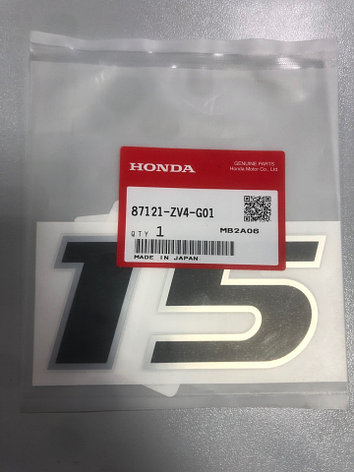 HONDA
GENUINE PARTS
Honda Motor Co., Ltd
87121-ZV4-G01
QTY 1 MB2A06
MADE IN JAPAN
15